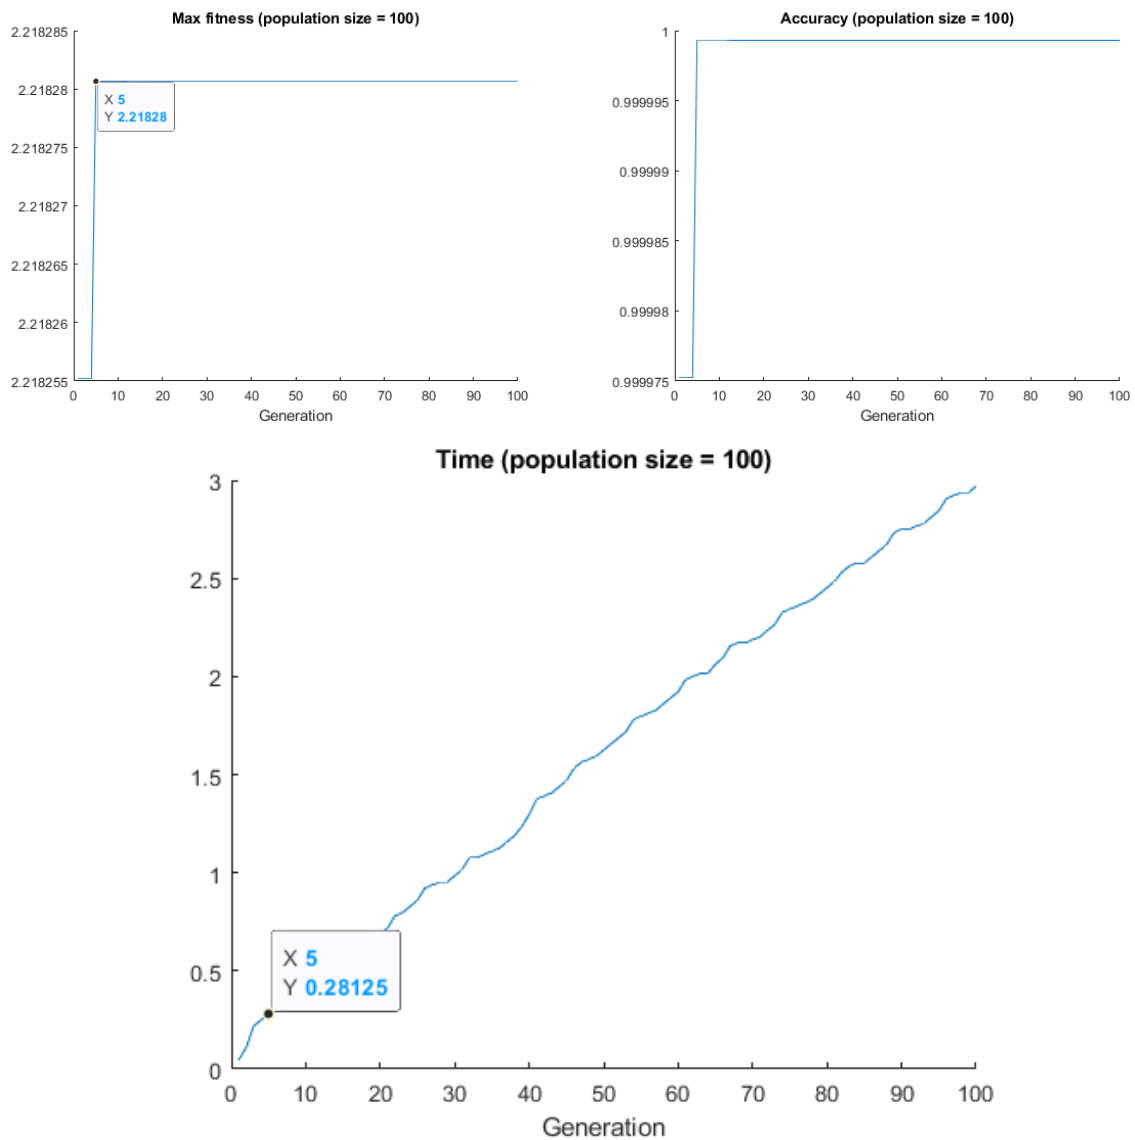 Max fitness (population size = 100)
2.218285
2.21828
2.218275
2.21827
2.218265
2.21826
2.218255
X 5
Y 2.21828
0 10 20 30 40 50 60 70 80 90 100
Generation
Accuracy (population size = 100)
1
0.999995
0.99999
0.999985
0.99998
0.999975
0 10 20 30 40 50 60 70 80 90 100
Generation
Time (population size = 100)
3
2.5
2
1.5
1
0.5
0
X 5
Y 0.28125
0 10 20 30 40 50 60 70 80 90 100
Generation